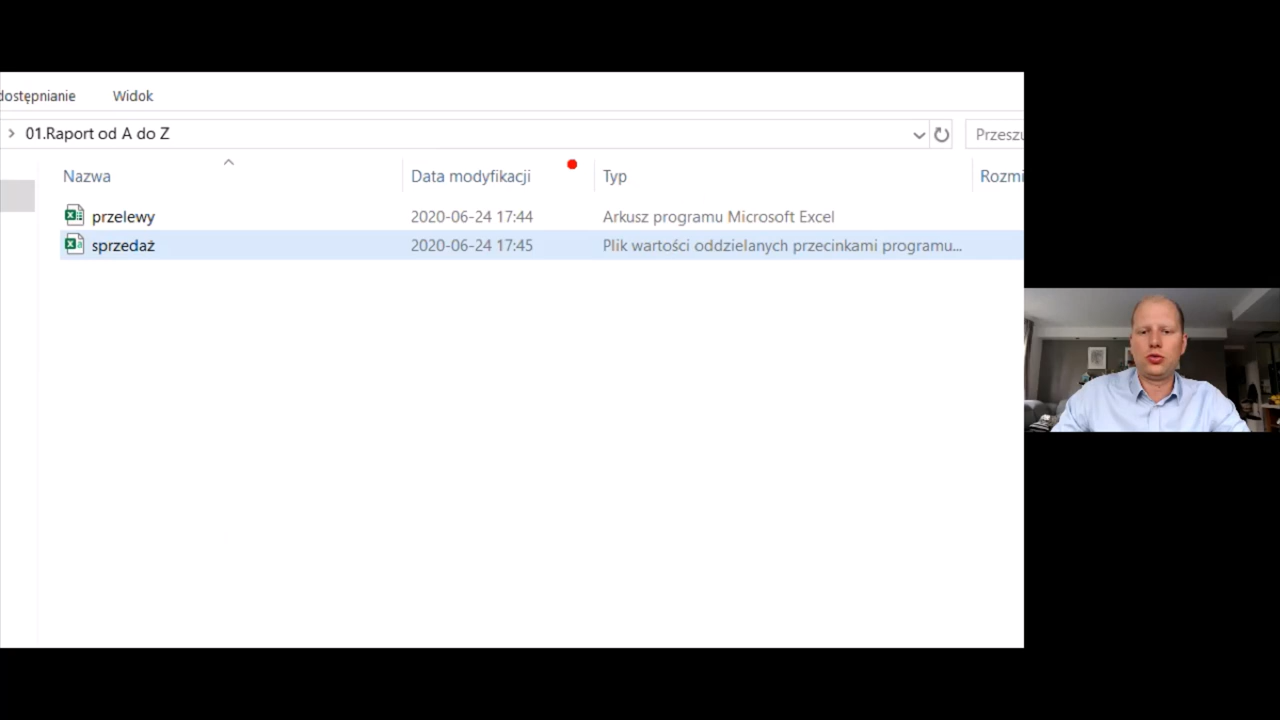 dostępnianie Widok
01.Raport od A do Z Przeszu
Nazwa Data modyfikacji Typ Rozmi
przelewy 2020-06-24 17:44 Arkusz programu Microsoft Excel
sprzedaż 2020-06-24 17:45 Plik wartości oddzielanych przecinkami programu...